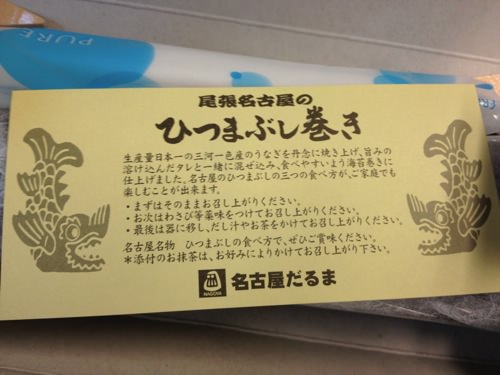 PURE
尾張名古屋の
ひつまぶし巻き
生産量日本一の三河一色産のうなぎを丹念に焼き上げ、旨みの
溶け込んだタレと一緒に混ぜ込み、食べやすいよう海苔巻きに
仕上げました。名古屋のひつまぶしの三つの食べ方が、ご家庭でも
楽しむことが出来ます。
・まずはそのままお召し上がりください。
・お次はわさび等薬味をつけてお召し上がりください。
・最後は器に移し、だし汁やお茶をかけてお召し上がりください。
名古屋名物 ひつまぶしの食べ方で、ぜひご賞味ください。
*添付のお抹茶は、お好みによりかけてお召し上がり下さい。
NAGOYA
名古屋だるま